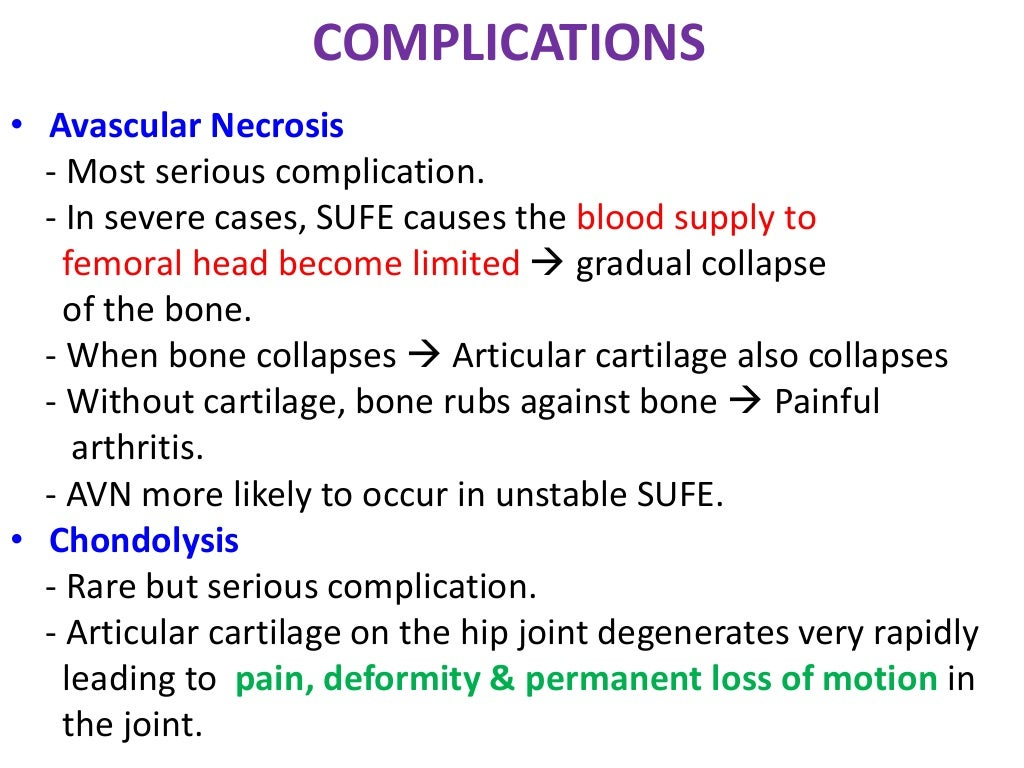 COMPLICATIONS
• Avascular Necrosis
- Most serious complication.
- In severe cases, SUFE causes the blood supply to
femoral head become limited → gradual collapse
of the bone.
- When bone collapses → Articular cartilage also collapses
- Without cartilage, bone rubs against bone → Painful
arthritis.
- AVN more likely to occur in unstable SUFE.
• Chondolysis
- Rare but serious complication.
- Articular cartilage on the hip joint degenerates very rapidly
leading to pain, deformity & permanent loss of motion in
the joint.